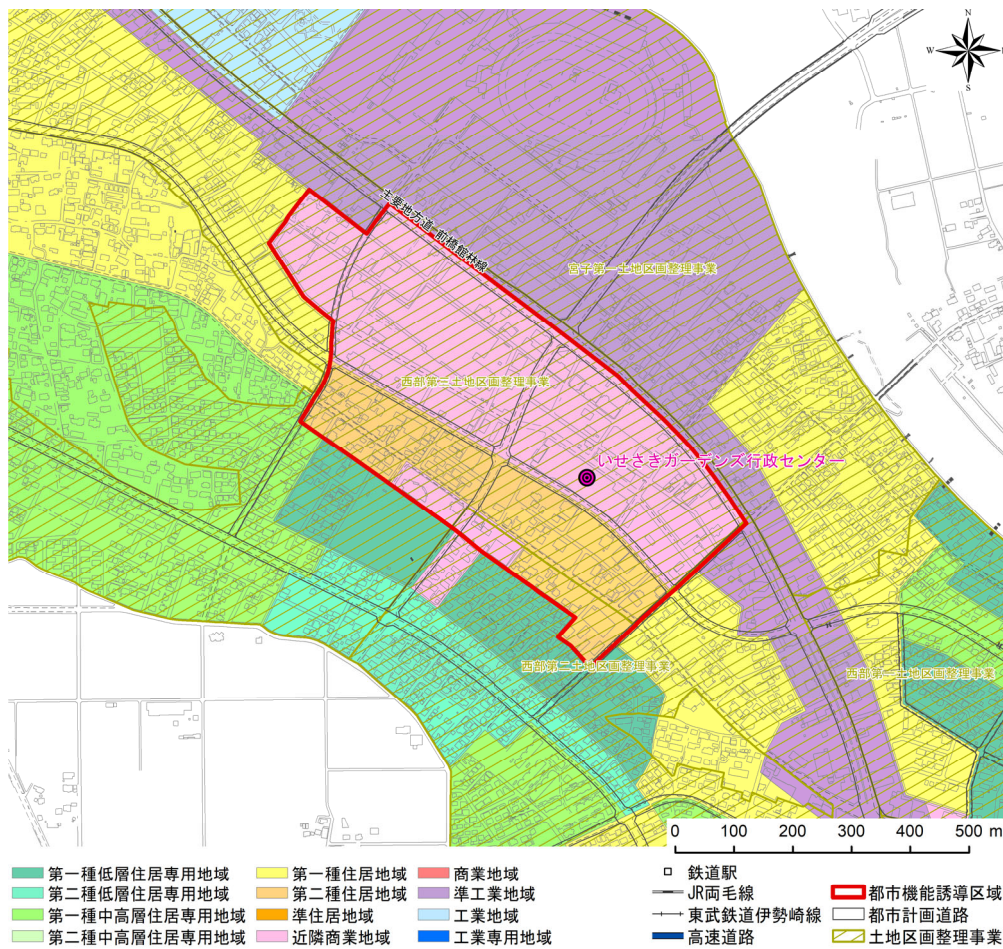 N
W
S
主要地方道 前橋館林線
宮子第一土地区画整理事業
西部第三土地区画整理事業
いせさきガーデンズ行政センター
西部第二土地区画整理事業
西部第一土地区画整理事業
0 100 200 300 400 500 m
第一種低層住居専用地域
第二種低層住居専用地域
第一種中高層住居専用地域
第二種中高層住居専用地域
第一種住居地域
第二種住居地域
準住居地域
近隣商業地域
商業地域
準工業地域
工業地域
工業専用地域
鉄道駅
JR両毛線
東武鉄道伊勢崎線
高速道路
都市機能誘導区域
都市計画道路
土地区画整理事業